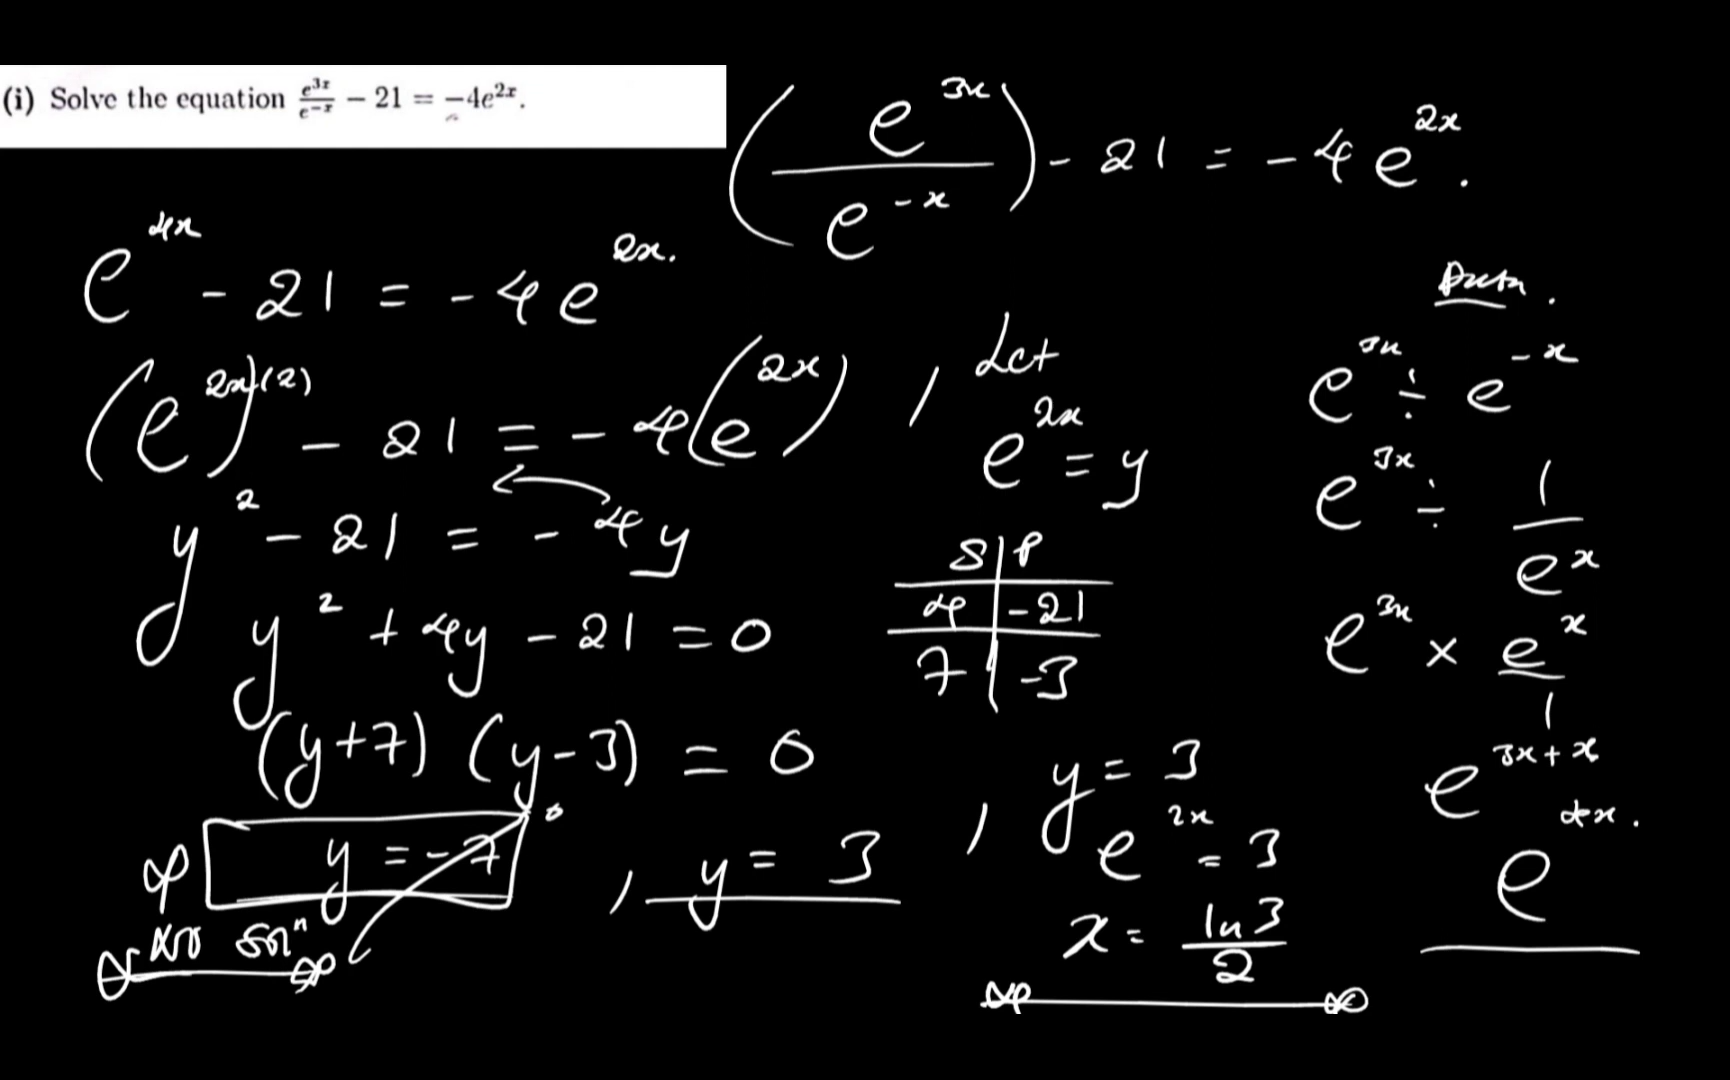 (i) Solve the equation e^{3x}/e^{-x} − 21 = −4e^{2x}.
(e^{3x}/e^{-x}) - 21 = -4e^{2x}.
e^{4x} - 21 = -4e^{2x}.
(e^{2x})^{(2)} - 21 = -4(e^{2x}) , Let
e^{2x} = y
y^2 - 21 = -4y
y^2 + 4y - 21 = 0
(y+7) (y-3) = 0
y = -7 , y = 3
no sol^n
S | P
4 | -21
7 | -3
, y = 3
e^{2x} = 3
x = ln3/2
e^{3x} ÷ e^{-x}
e^{3x} ÷ 1/e^x
e^{3x} × e^x/1
e^{3x+x}
e^{4x}.